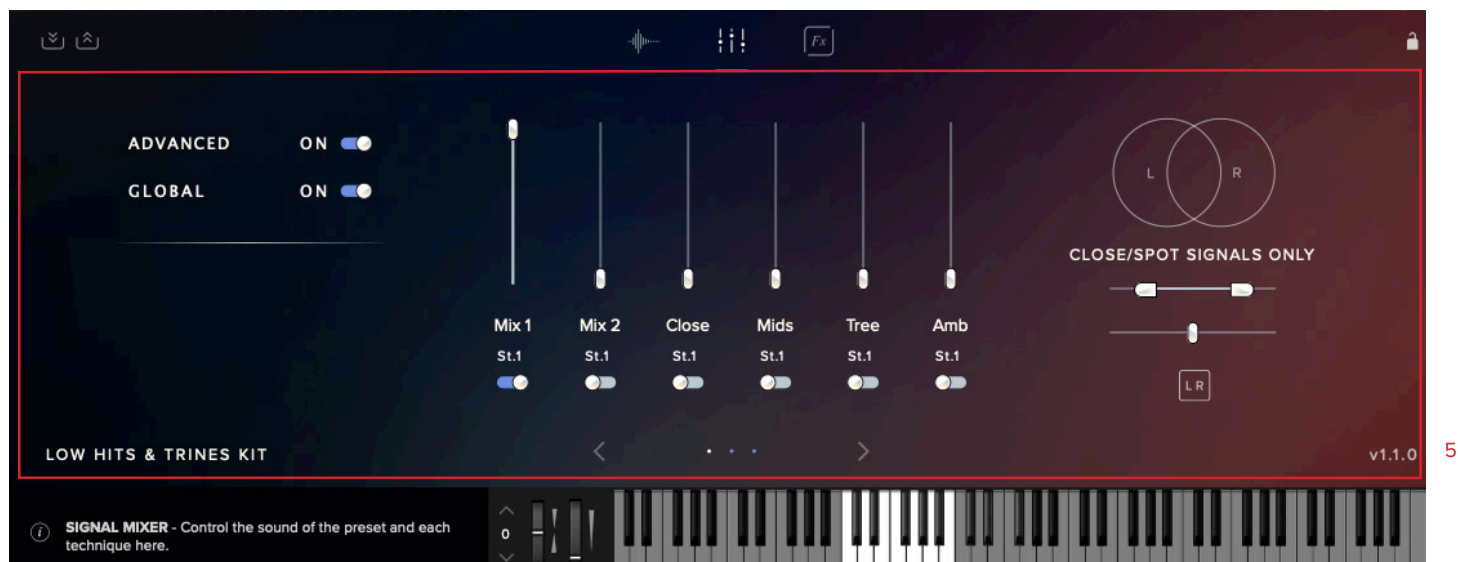 Fx
ADVANCED ON
GLOBAL ON
L R
CLOSE/SPOT SIGNALS ONLY
Mix 1 Mix 2 Close Mids Tree Amb
St.1 St.1 St.1 St.1 St.1 St.1
L R
LOW HITS & TRINES KIT
v1.1.0
5
i SIGNAL MIXER - Control the sound of the preset and each
technique here.
0